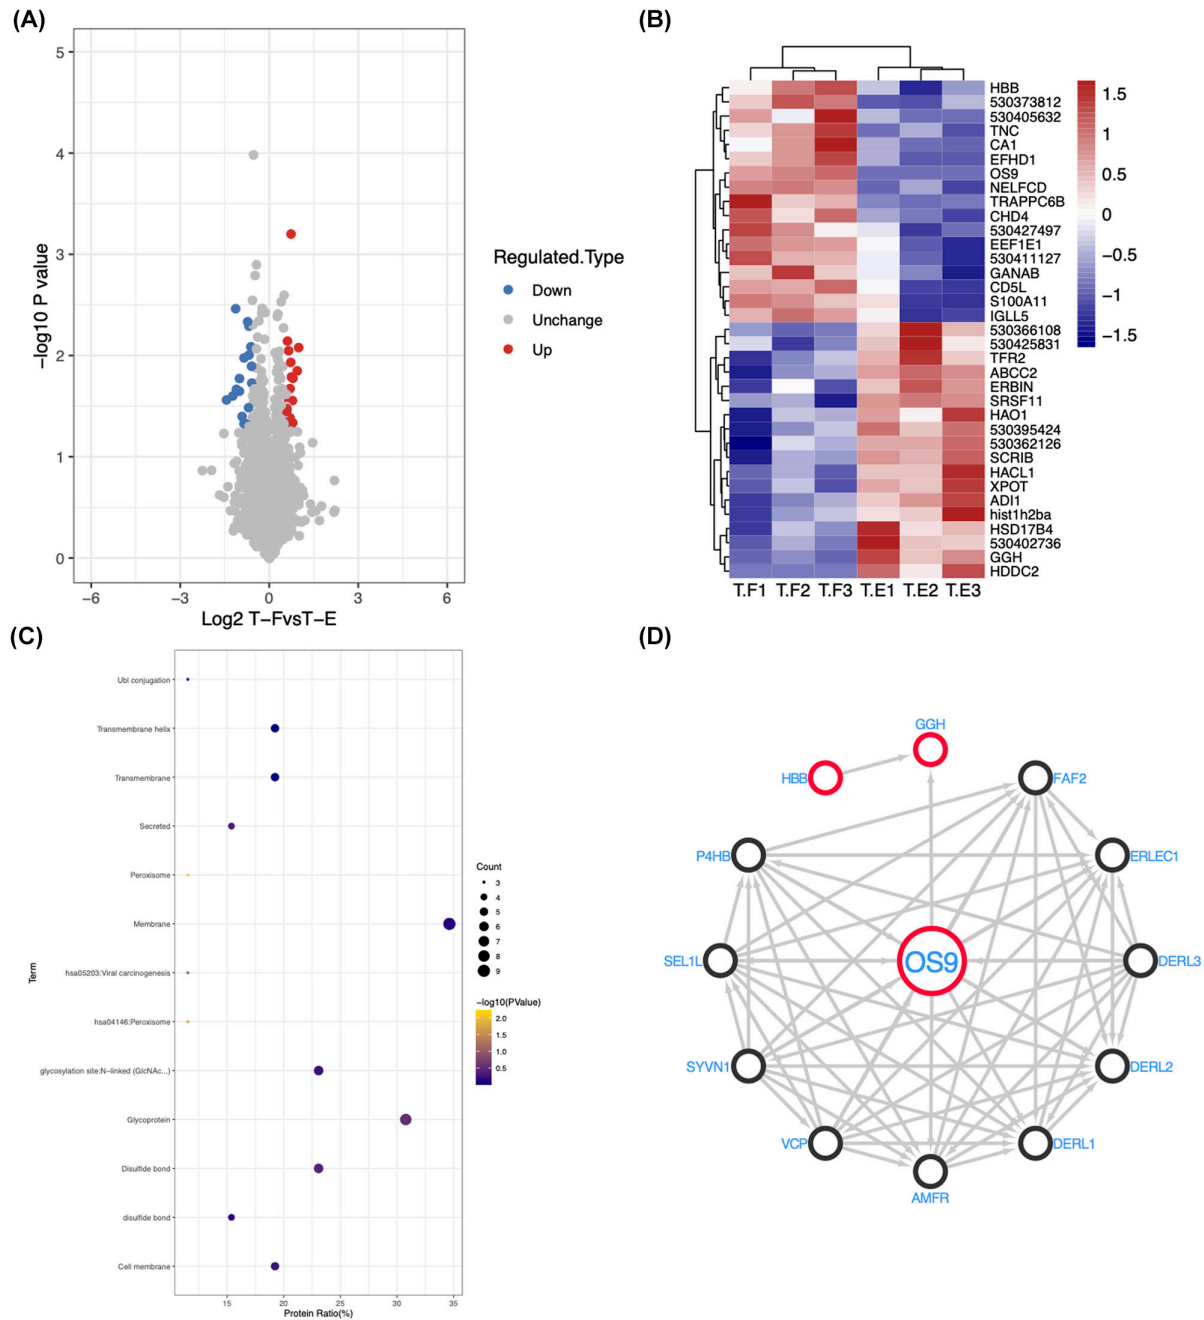 (A)
5
4
3
2
1
0
−log10 P value
−6
−3
0
3
6
Log2 T−FvsT−E
Regulated.Type
Down
Unchange
Up
(B)
HBB
530373812
530405632
TNC
CA1
EFHD1
OS9
NELFCD
TRAPPC6B
CHD4
530427497
EEF1E1
530411127
GANAB
CD5L
S100A11
IGLL5
530366108
530425831
TFR2
ABCC2
ERBIN
SRSF11
HAO1
530395424
530362126
SCRIB
HACL1
XPOT
ADI1
hist1h2ba
HSD17B4
530402736
GGH
HDDC2
T.F1 T.F2 T.F3 T.E1 T.E2 T.E3
1.5
1
0.5
0
−0.5
−1
−1.5
(C)
Term
Ubl conjugation
Transmembrane helix
Transmembrane
Secreted
Peroxisome
Membrane
hsa05203:Viral carcinogenesis
hsa04146:Peroxisome
glycosylation site:N−linked (GlcNAc...)
Glycoprotein
Disulfide bond
disulfide bond
Cell membrane
15
20
25
30
35
Protein Ratio(%)
Count
3
4
5
6
7
8
9
−log10(PValue)
2.0
1.5
1.0
0.5
(D)
GGH
HBB
FAF2
P4HB
ERLEC1
SEL1L
OS9
DERL3
SYVN1
DERL2
VCP
DERL1
AMFR